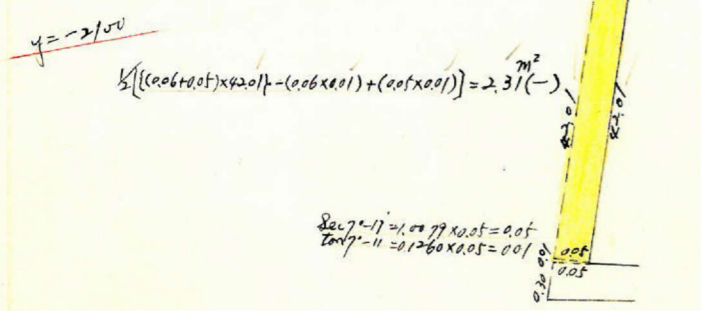 y = -2100
½[{(0.06+0.05)×42.01}-(0.06×0.01)+(0.05×0.01)] = 2.31(-) m²
42.01
42.01
Sec 7°-11' = 1.0079×0.05 = 0.05
tan 7°-11 = 0.1260×0.05 = 001
0.01
0.05
0.05
0.30